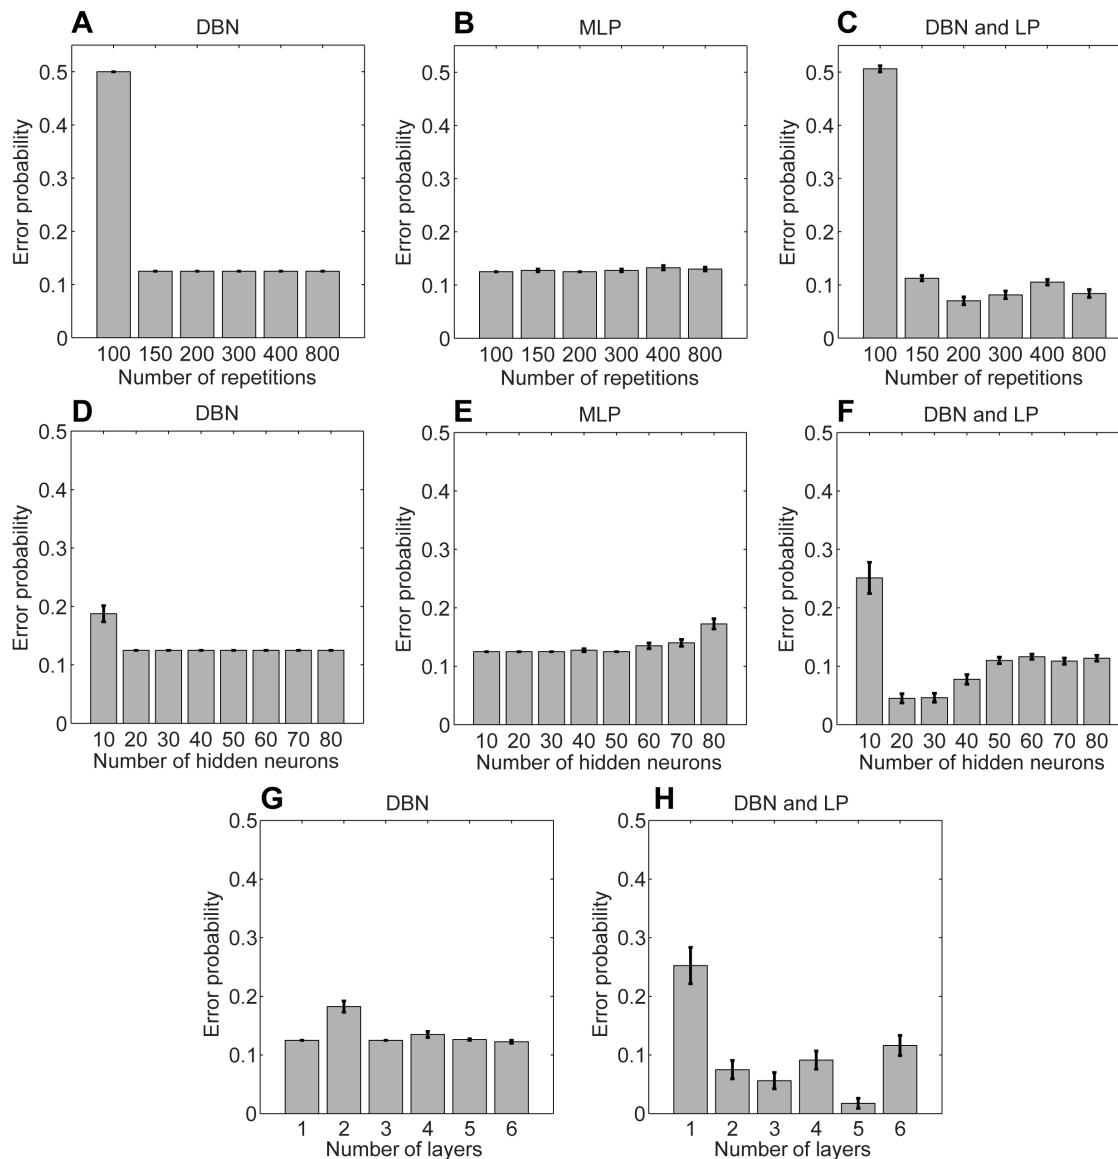 A DBN
0.5
0.4
0.3
0.2
0.1
0
Error probability
100 150 200 300 400 800
Number of repetitions
B MLP
0.5
0.4
0.3
0.2
0.1
0
Error probability
100 150 200 300 400 800
Number of repetitions
C DBN and LP
0.5
0.4
0.3
0.2
0.1
0
Error probability
100 150 200 300 400 800
Number of repetitions
D DBN
0.5
0.4
0.3
0.2
0.1
0
Error probability
10 20 30 40 50 60 70 80
Number of hidden neurons
E MLP
0.5
0.4
0.3
0.2
0.1
0
Error probability
10 20 30 40 50 60 70 80
Number of hidden neurons
F DBN and LP
0.5
0.4
0.3
0.2
0.1
0
Error probability
10 20 30 40 50 60 70 80
Number of hidden neurons
G DBN
0.5
0.4
0.3
0.2
0.1
0
Error probability
1 2 3 4 5 6
Number of layers
H DBN and LP
0.5
0.4
0.3
0.2
0.1
0
Error probability
1 2 3 4 5 6
Number of layers